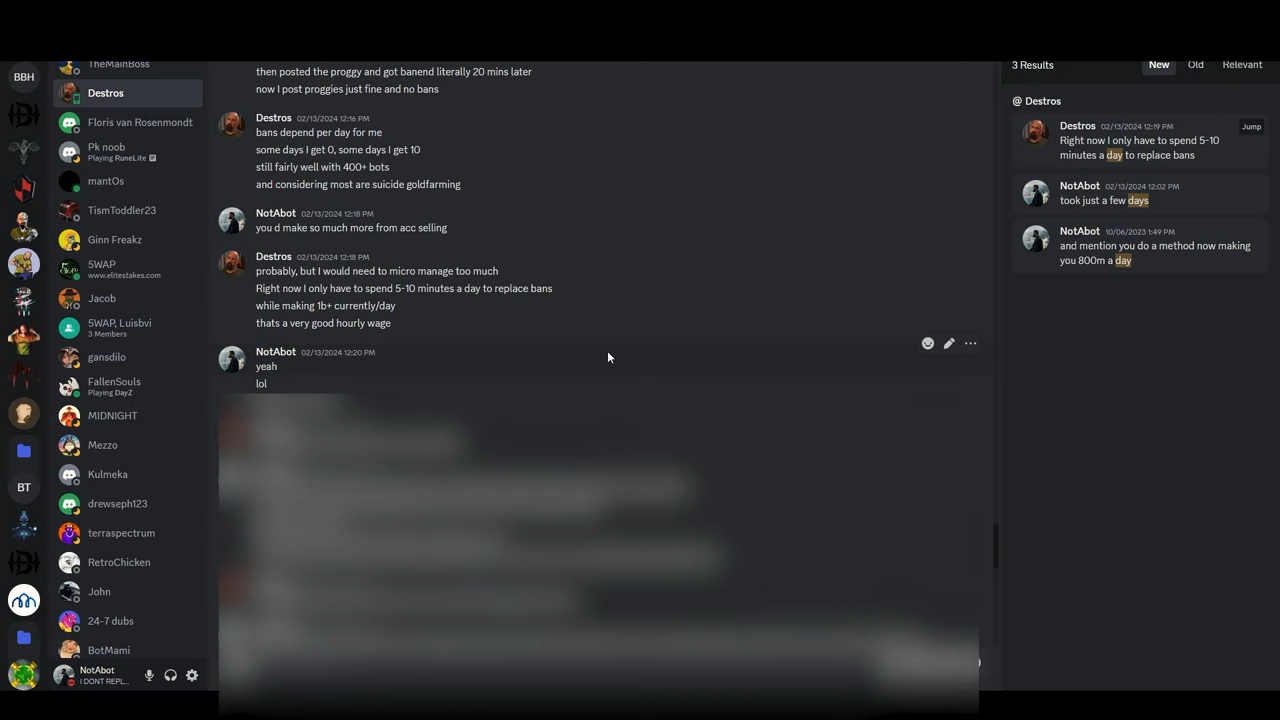 BBH
BT
TheMainBoss
Destros
Floris van Rosenmondt
Pk noob
Playing RuneLite
mantOs
TismToddler23
Ginn Freakz
5WAP
www.elitestakes.com
Jacob
5WAP, Luisbvi
3 Members
gansdilo
FallenSouls
Playing DayZ
MIDNIGHT
Mezzo
Kulmeka
drewseph123
terraspectrum
RetroChicken
John
24-7 dubs
BotMami
NotAbot
I DONT REPL...
then posted the proggy and got banend literally 20 mins later
now I post proggies just fine and no bans
Destros 02/13/2024 12:16 PM
bans depend per day for me
some days I get 0, some days I get 10
still fairly well with 400+ bots
and considering most are suicide goldfarming
NotAbot 02/13/2024 12:18 PM
you d make so much more from acc selling
Destros 02/13/2024 12:18 PM
probably, but I would need to micro manage too much
Right now I only have to spend 5-10 minutes a day to replace bans
while making 1b+ currently/day
thats a very good hourly wage
NotAbot 02/13/2024 12:20 PM
yeah
lol
3 Results New Old Relevant
@ Destros
Destros 02/13/2024 12:19 PM Jump
Right now I only have to spend 5-10
minutes a day to replace bans
NotAbot 02/13/2024 12:02 PM
took just a few days
NotAbot 10/06/2023 1:49 PM
and mention you do a method now making
you 800m a day